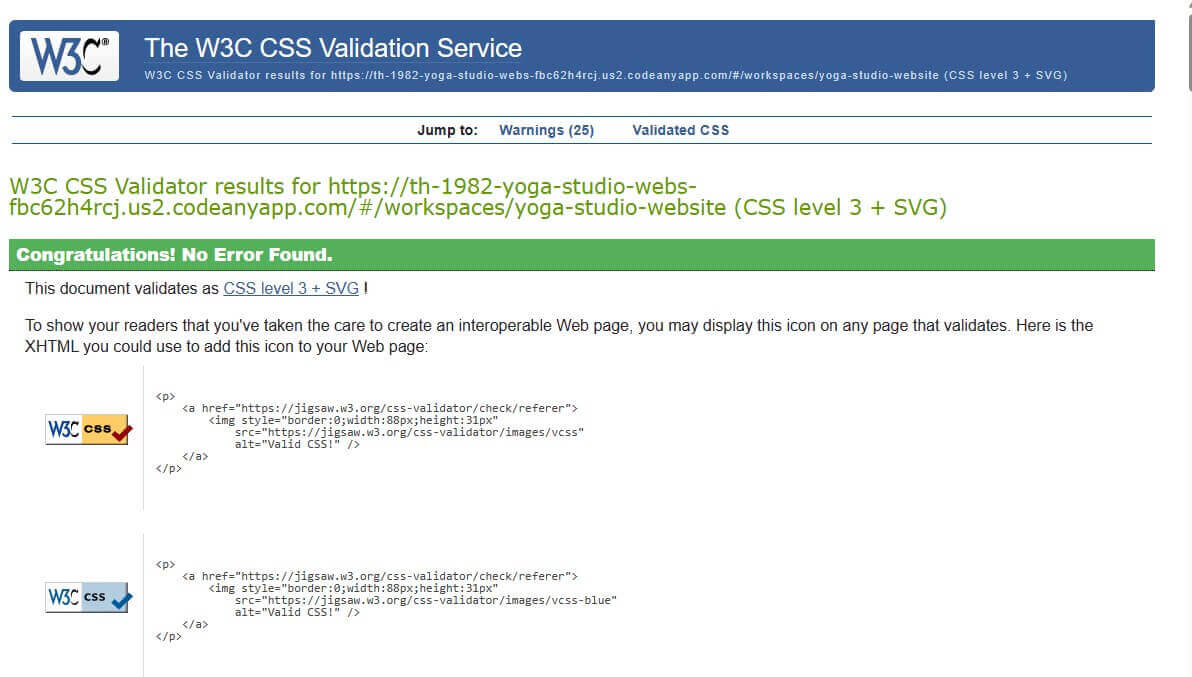 W3C®
The W3C CSS Validation Service
W3C CSS Validator results for https://th-1982-yoga-studio-webs-fbc62h4rcj.us2.codeanyapp.com/#/workspaces/yoga-studio-website (CSS level 3 + SVG)
Jump to: Warnings (25) Validated CSS
W3C CSS Validator results for https://th-1982-yoga-studio-webs-
fbc62h4rcj.us2.codeanyapp.com/#/workspaces/yoga-studio-website (CSS level 3 + SVG)
Congratulations! No Error Found.
This document validates as CSS level 3 + SVG !
To show your readers that you've taken the care to create an interoperable Web page, you may display this icon on any page that validates. Here is the
XHTML you could use to add this icon to your Web page:
W3C css
<p>
<a href="https://jigsaw.w3.org/css-validator/check/referer">
<img style="border:0;width:88px;height:31px"
src="https://jigsaw.w3.org/css-validator/images/vcss"
alt="Valid CSS!" />
</a>
</p>
W3C css
<p>
<a href="https://jigsaw.w3.org/css-validator/check/referer">
<img style="border:0;width:88px;height:31px"
src="https://jigsaw.w3.org/css-validator/images/vcss-blue"
alt="Valid CSS!" />
</a>
</p>